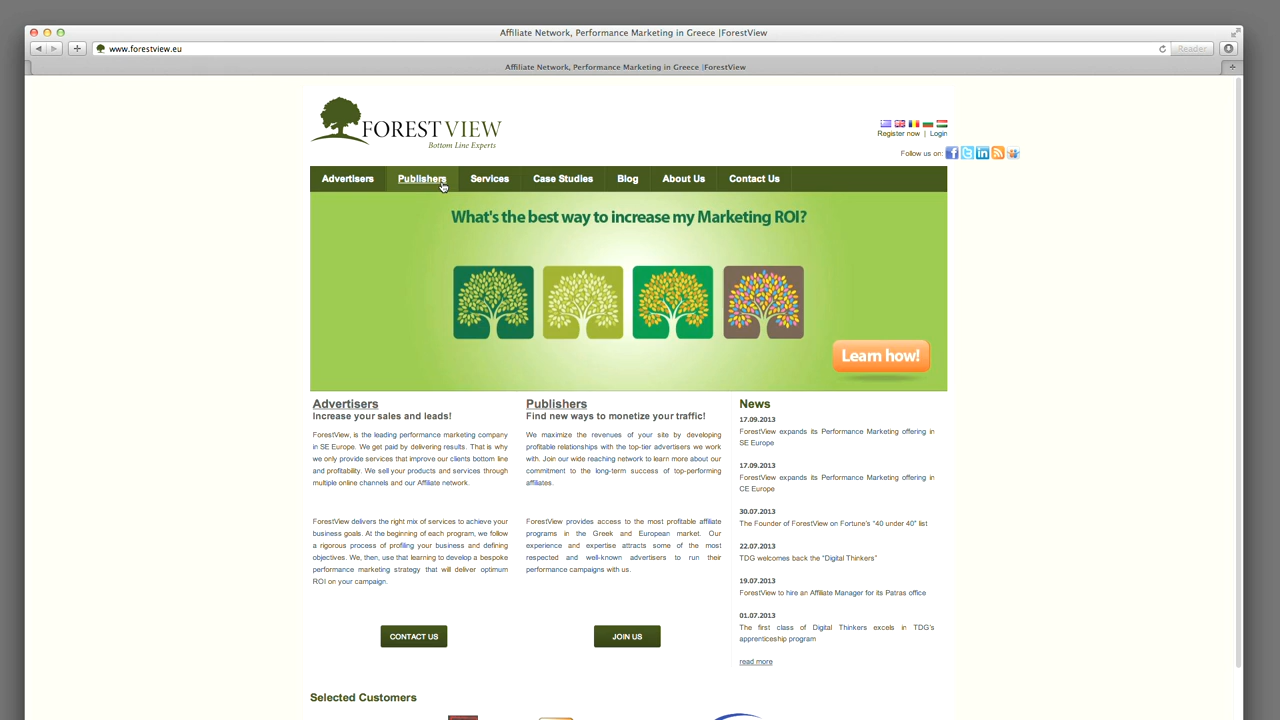 Affiliate Network, Performance Marketing in Greece |ForestView
www.forestview.eu
Reader
Affiliate Network, Performance Marketing in Greece |ForestView
FOREST VIEW
Bottom Line Experts
Register now | Login
Follow us on:
Advertisers Publishers Services Case Studies Blog About Us Contact Us
What's the best way to increase my Marketing ROI?
Learn how!
Advertisers
Increase your sales and leads!
ForestView, is the leading performance marketing company
in SE Europe. We get paid by delivering results. That is why
we only provide services that improve our clients bottom line
and profitability. We sell your products and services through
multiple online channels and our Affiliate network.
ForestView delivers the right mix of services to achieve your
business goals. At the beginning of each program, we follow
a rigorous process of profiling your business and defining
objectives. We, then, use that learning to develop a bespoke
performance marketing strategy that will deliver optimum
ROI on your campaign.
CONTACT US
Publishers
Find new ways to monetize your traffic!
We maximize the revenues of your site by developing
profitable relationships with the top-tier advertisers we work
with. Join our wide reaching network to learn more about our
commitment to the long-term success of top-performing
affiliates.
ForestView provides access to the most profitable affiliate
programs in the Greek and European market. Our
experience and expertise attracts some of the most
respected and well-known advertisers to run their
performance campaigns with us.
JOIN US
News
17.09.2013
ForestView expands its Performance Marketing offering in
SE Europe
17.09.2013
ForestView expands its Performance Marketing offering in
CE Europe
30.07.2013
The Founder of ForestView on Fortune's "40 under 40" list
22.07.2013
TDG welcomes back the "Digital Thinkers"
19.07.2013
ForestView to hire an Affiliate Manager for its Patras office
01.07.2013
The first class of Digital Thinkers excels in TDG's
apprenticeship program
read more
Selected Customers